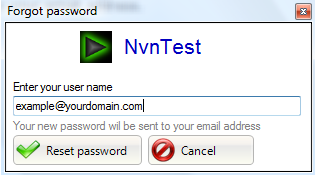 Forgot password
NvnTest
Enter your user name
example@yourdomain.com
Your new password will be sent to your email address
Reset password
Cancel